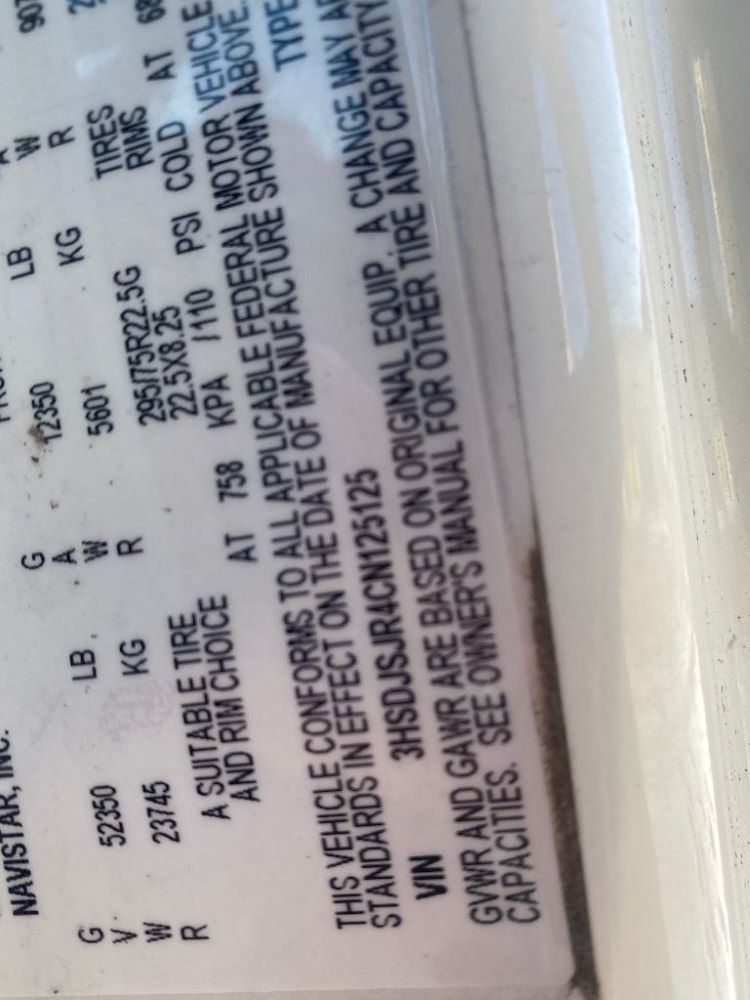 NAVISTAR, INC.
G 52350 LB G 12350 LB
V A W
W 23745 KG W 5601 KG R
R R
A SUITABLE TIRE 295/75R22.5G TIRES
AND RIM CHOICE 22.5X8.25 RIMS
AT 758 KPA /110 PSI COLD AT
THIS VEHICLE CONFORMS TO ALL APPLICABLE FEDERAL MOTOR VEHICLE
STANDARDS IN EFFECT ON THE DATE OF MANUFACTURE SHOWN ABOVE.
VIN 3HSDJSJR4CN125125 TYPE
GVWR AND GAWR ARE BASED ON ORIGINAL EQUIP. A CHANGE MAY
CAPACITIES. SEE OWNER'S MANUAL FOR OTHER TIRE AND CAPACITY